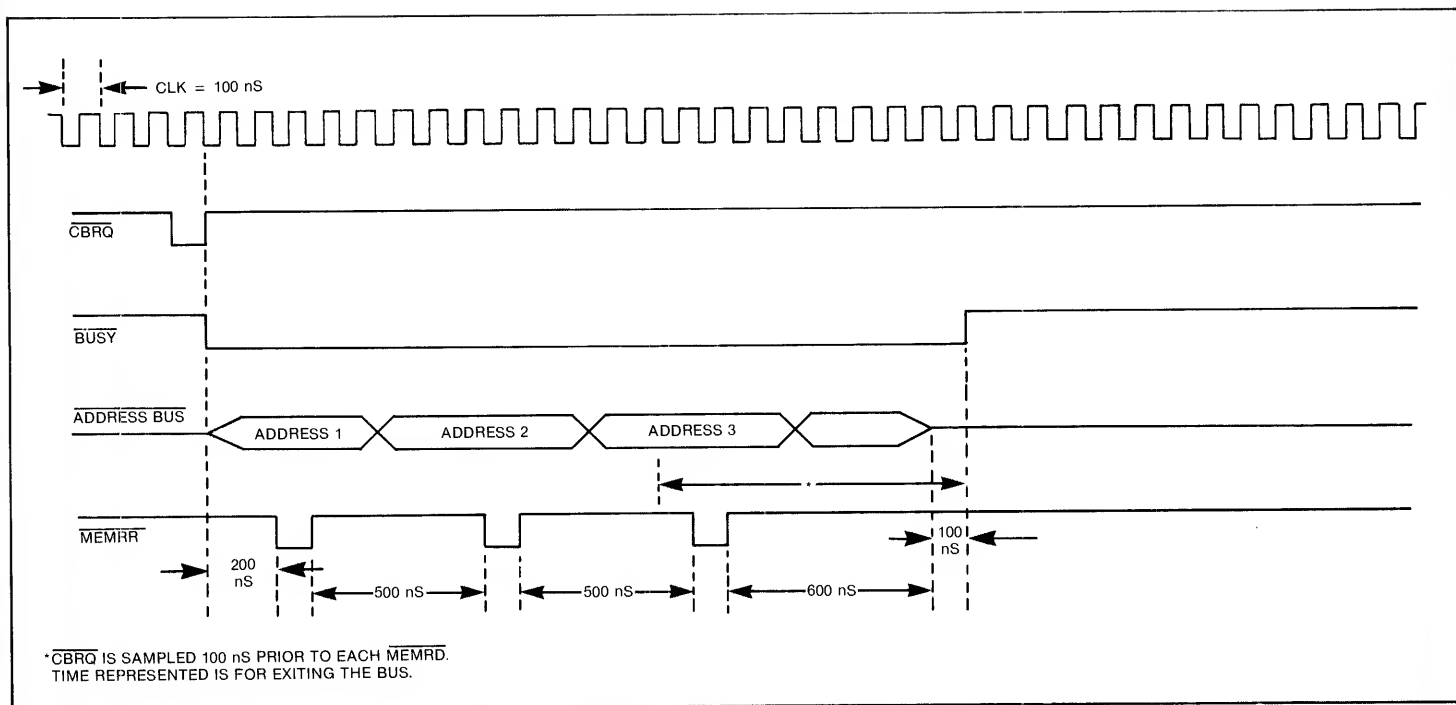 CLK = 100 nS
CBRQ
BUSY
ADDRESS BUS
ADDRESS 1
ADDRESS 2
ADDRESS 3
*
MEMRR
200
nS
500 nS
500 nS
600 nS
100
nS
*CBRQ IS SAMPLED 100 nS PRIOR TO EACH MEMRD.
TIME REPRESENTED IS FOR EXITING THE BUS.